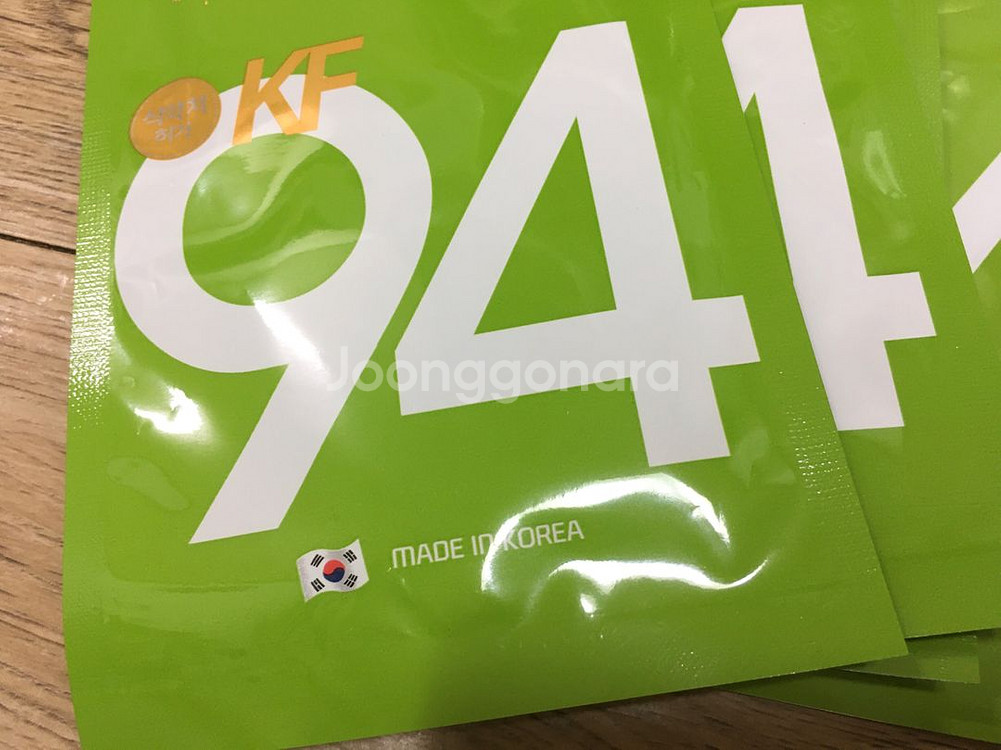 식약처
허가
KF
94
Joonggonara
MADE IN KOREA